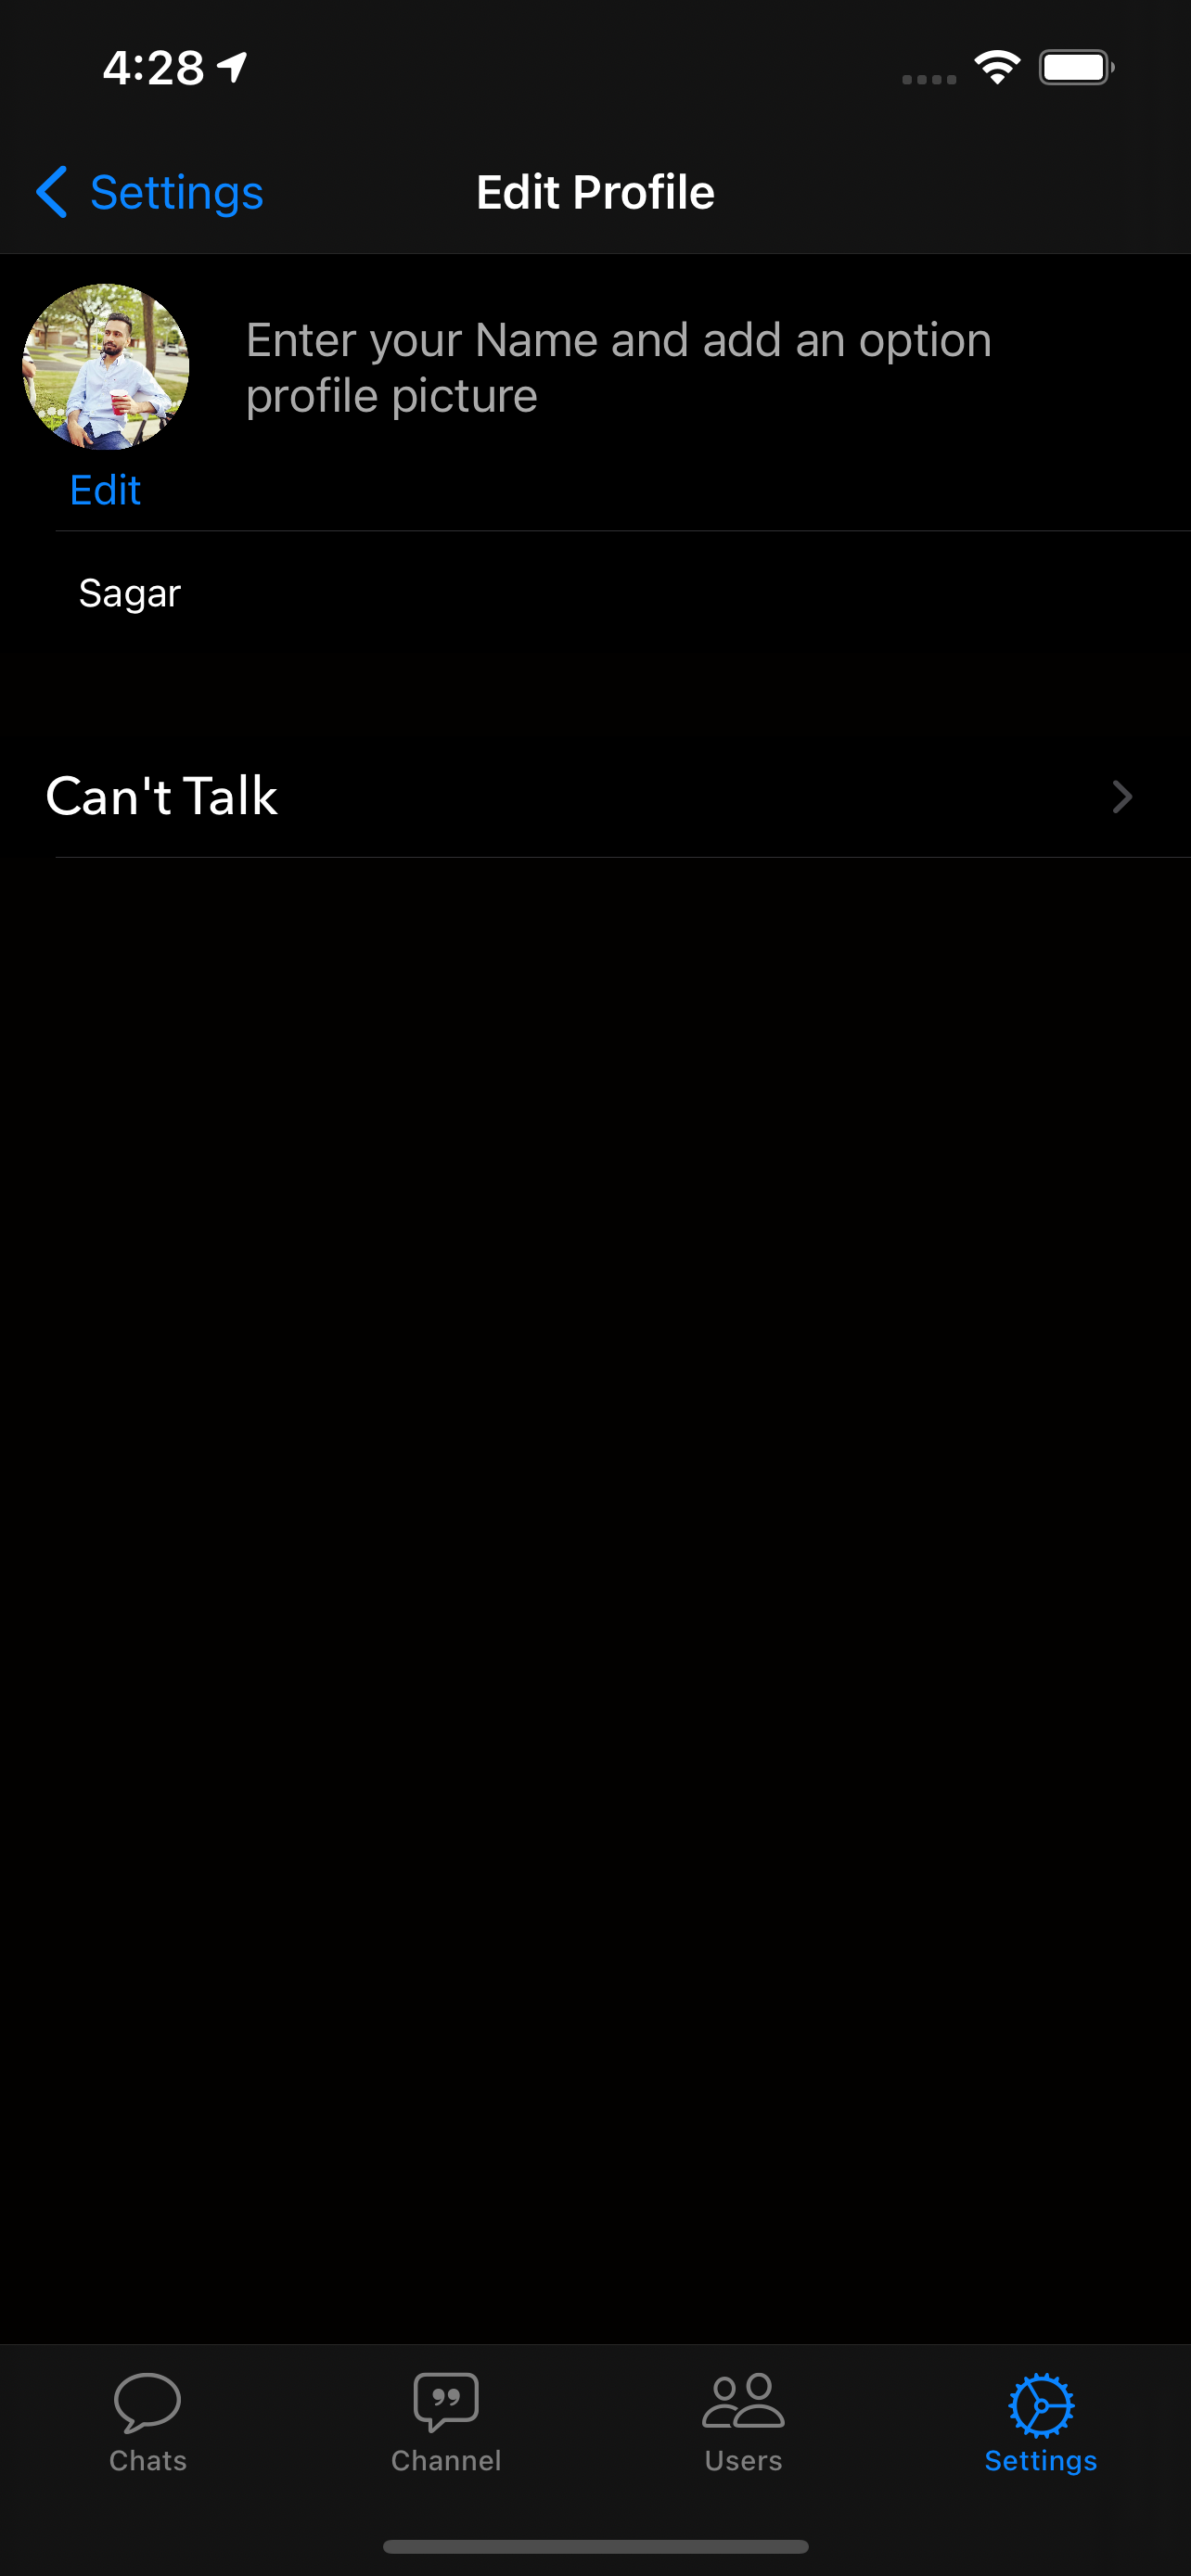 4:28
Settings
Edit Profile
Enter your Name and add an option
profile picture
Edit
Sagar
Can't Talk
Chats
Channel
Users
Settings